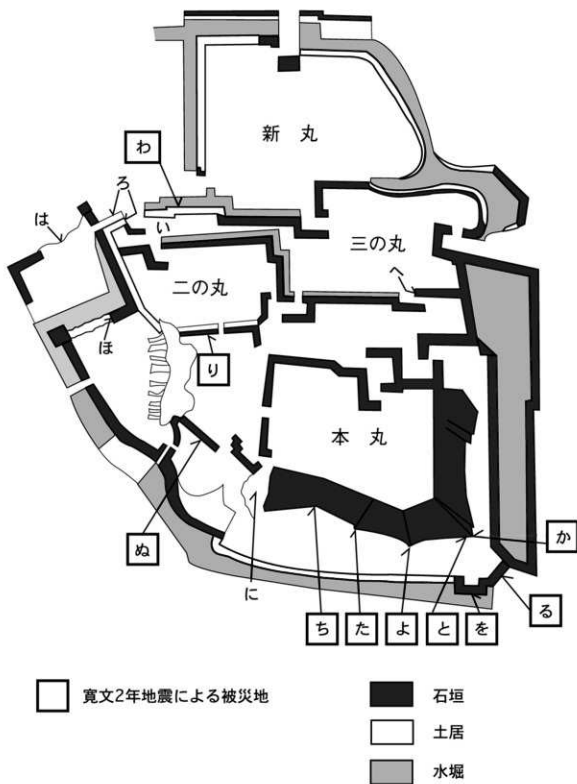 新丸
わ
ろ
は
い
三の丸
へ
二の丸
ほ
り
本丸
ぬ
に
か
る
ち
た
よ
と
を
寛文2年地震による被災地
石垣
土居
水堀